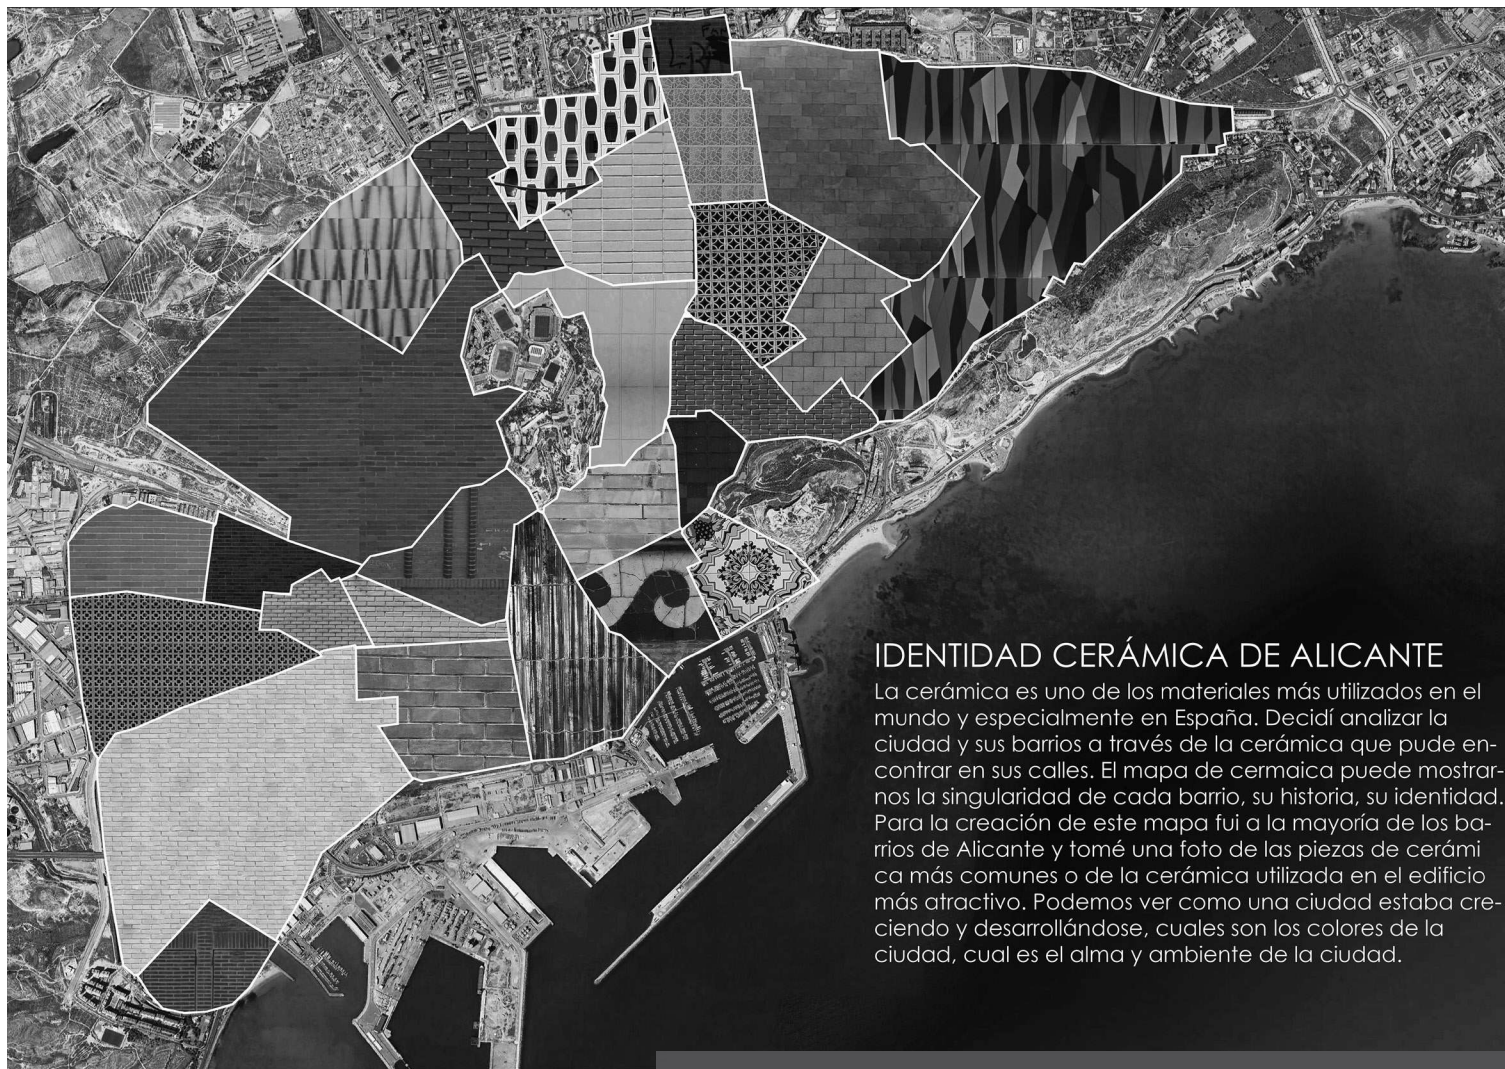 IDENTIDAD CERÁMICA DE ALICANTE
La cerámica es uno de los materiales más utilizados en el
mundo y especialmente en España. Decidí analizar la
ciudad y sus barrios a través de la cerámica que pude en-
contrar en sus calles. El mapa de cermaica puede mostrar-
nos la singularidad de cada barrio, su historia, su identidad.
Para la creación de este mapa fui a la mayoría de los ba-
rrios de Alicante y tomé una foto de las piezas de cerámi
ca más comunes o de la cerámica utilizada en el edificio
más atractivo. Podemos ver como una ciudad estaba cre-
ciendo y desarrollándose, cuales son los colores de la
ciudad, cual es el alma y ambiente de la ciudad.